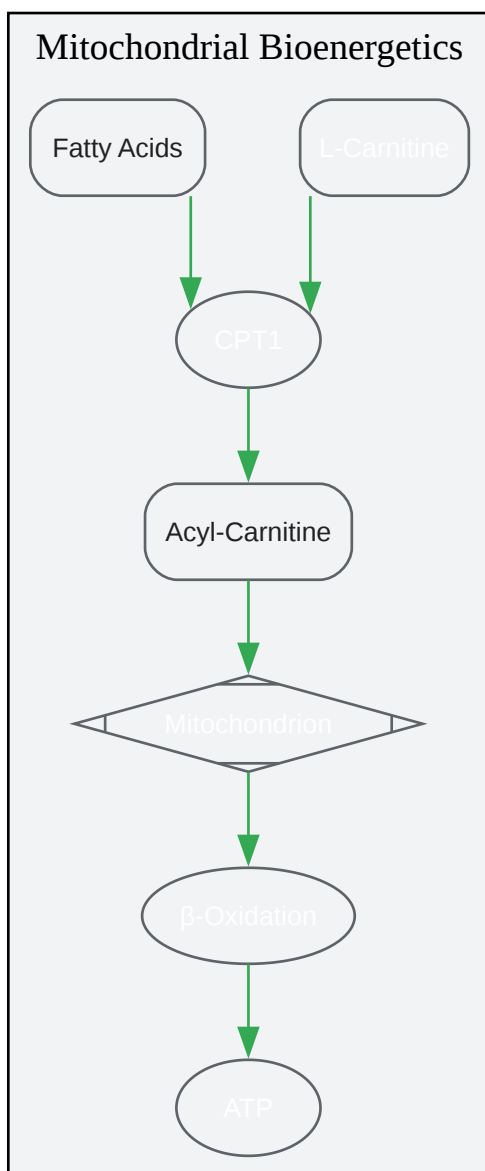 Mitochondrial Bioenergetics
Fatty Acids
L-Carnitine
CPT1
Acyl-Carnitine
Mitochondrion
β-Oxidation
ATP